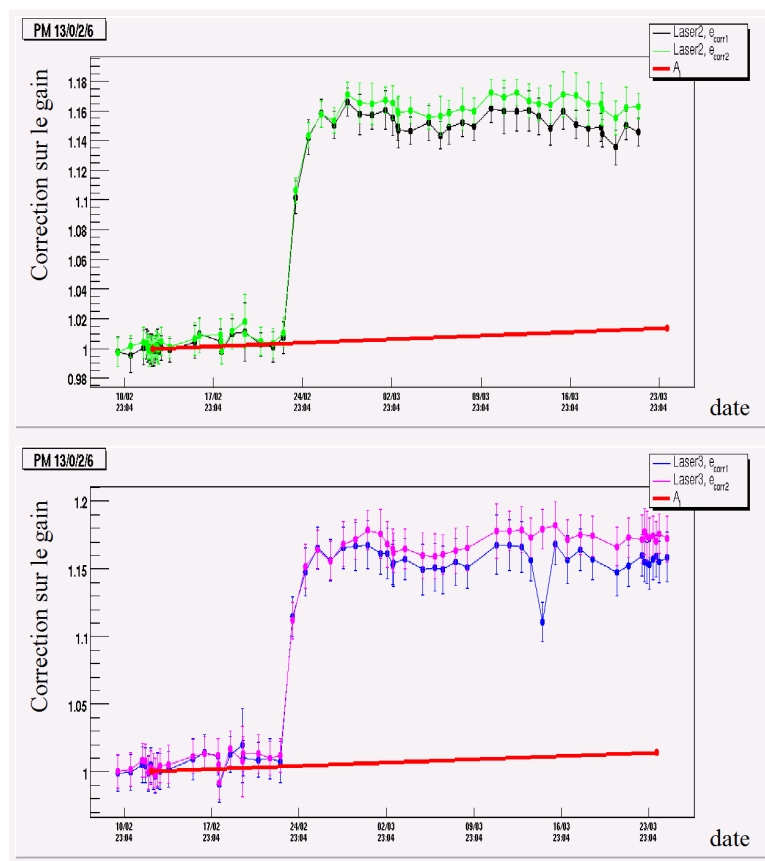 PM 13/0/2/6
Laser2, e corr1
Laser2, e corr2
A
Correction sur le gain
1.18
1.16
1.14
1.12
1.1
1.08
1.06
1.04
1.02
1
0.98
10/02 23:04
17/02 23:04
24/02 23:04
02/03 23:04
09/03 23:04
16/03 23:04
23/03 23:04
date
PM 13/0/2/6
Laser3, e corr1
Laser3, e corr2
A
Correction sur le gain
1.2
1.15
1.1
1.05
1
10/02 23:04
17/02 23:04
24/02 23:04
02/03 23:04
09/03 23:04
16/03 23:04
23/03 23:04
date